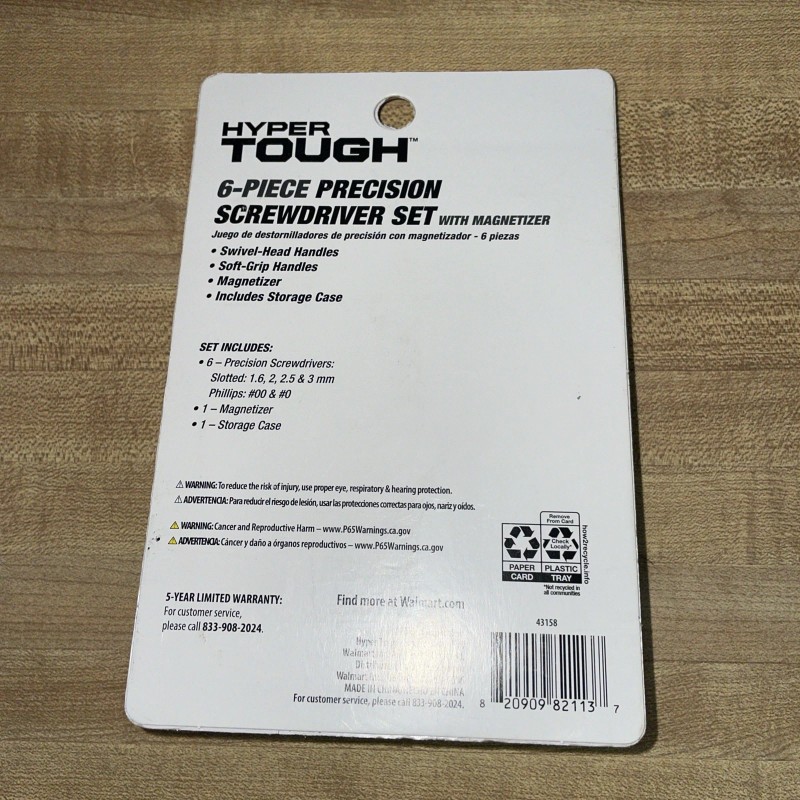 HYPER
TOUGH™
6-PIECE PRECISION
SCREWDRIVER SET WITH MAGNETIZER
Juego de destornilladores de precisión con magnetizador - 6 piezas
• Swivel-Head Handles
• Soft-Grip Handles
• Magnetizer
• Includes Storage Case
SET INCLUDES:
• 6 – Precision Screwdrivers:
Slotted: 1.6, 2, 2.5 & 3 mm
Phillips: #00 & #0
• 1 – Magnetizer
• 1 – Storage Case
⚠ WARNING: To reduce the risk of injury, use proper eye, respiratory & hearing protection.
⚠ ADVERTENCIA: Para reducir el riesgo de lesión, usar las protecciones correctas para ojos, nariz y oídos.
⚠ WARNING: Cancer and Reproductive Harm – www.P65Warnings.ca.gov
⚠ ADVERTENCIA: Cáncer y daño a órganos reproductivos – www.P65Warnings.ca.gov
Remove
From Card
Check
Locally*
PAPER
CARD
PLASTIC
TRAY
*Not recycled in
all communities
how2recycle.info
5-YEAR LIMITED WARRANTY:
For customer service,
please call 833-908-2024.
Find more at Walmart.com
Hyper
Walmart
Walmart
MADE IN CHINA CHINA
For customer service, please call 833-908-2024.
43158
8 20909 82113 7